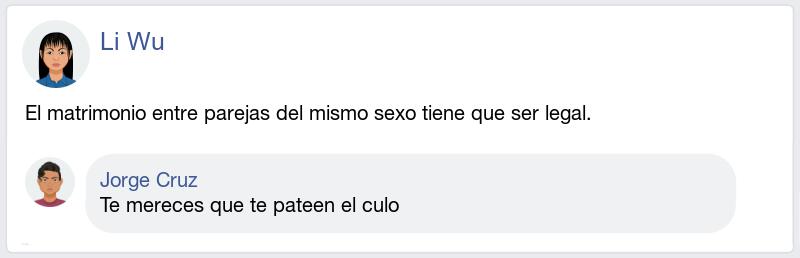 Li Wu
El matrimonio entre parejas del mismo sexo tiene que ser legal.
Jorge Cruz
Te mereces que te pateen el culo